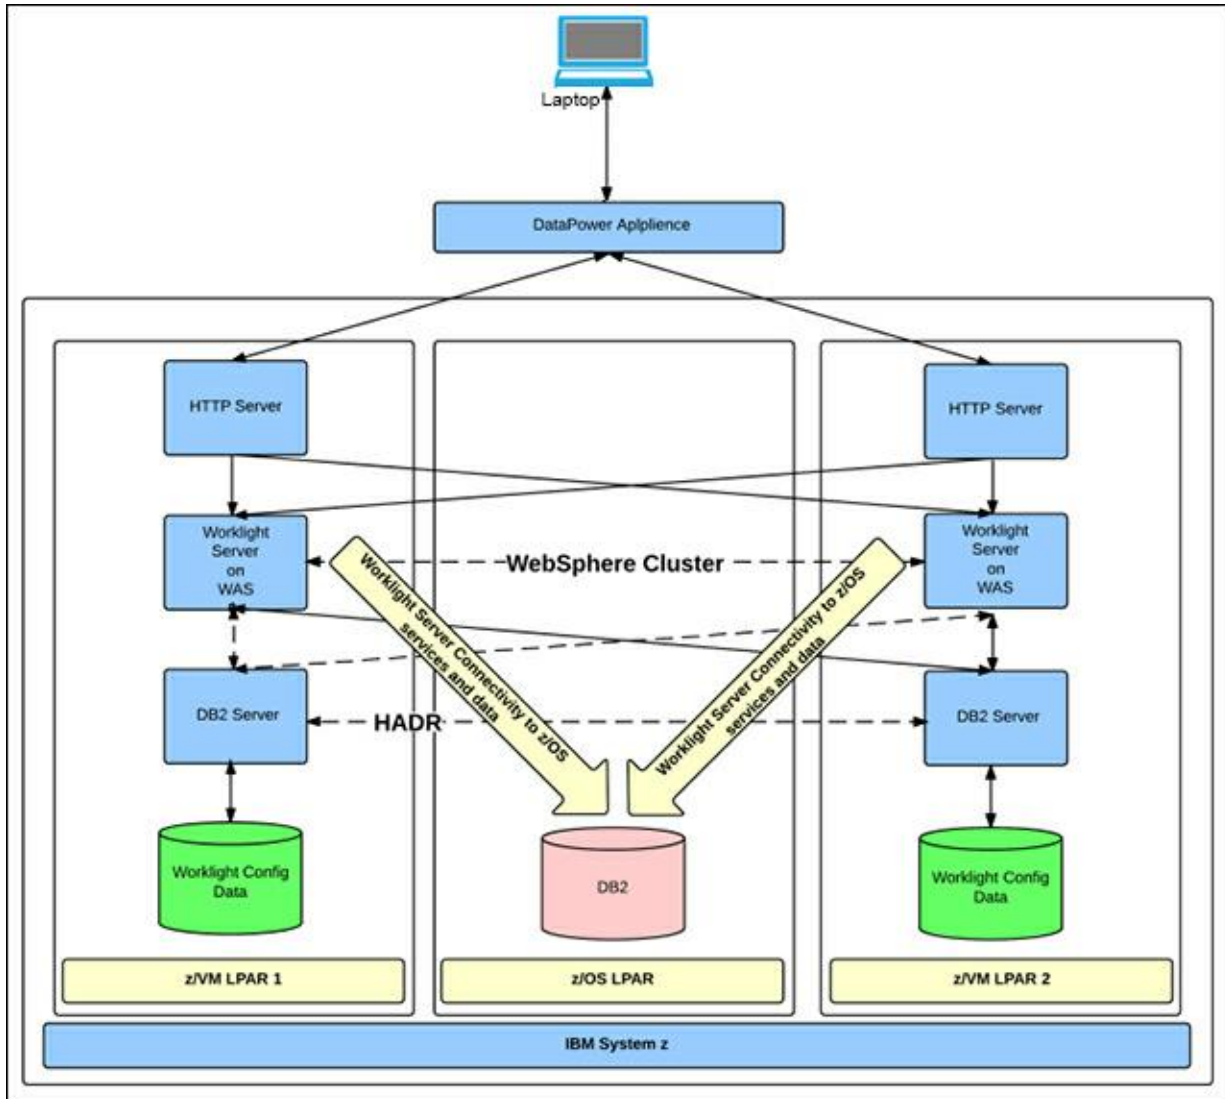 Laptop
DataPower Aplplience
HTTP Server
HTTP Server
Worklight
Server
on
WAS
WebSphere Cluster
Worklight
Server
on
WAS
Worklight Server Connectivity to z/OS
services and data
Worklight Server Connectivity to z/OS
services and data
DB2 Server
HADR
DB2 Server
Worklight Config
Data
DB2
Worklight Config
Data
z/VM LPAR 1
z/OS LPAR
z/VM LPAR 2
IBM System z